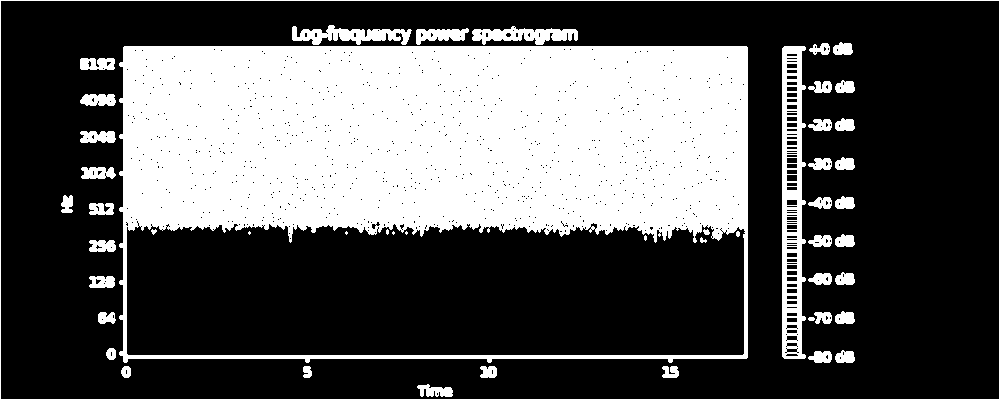 Log-frequency power spectrogram
Hz
8192
4096
2048
1024
512
256
128
64
0
0 5 10 15
Time
+0 dB
-10 dB
-20 dB
-30 dB
-40 dB
-50 dB
-60 dB
-70 dB
-80 dB